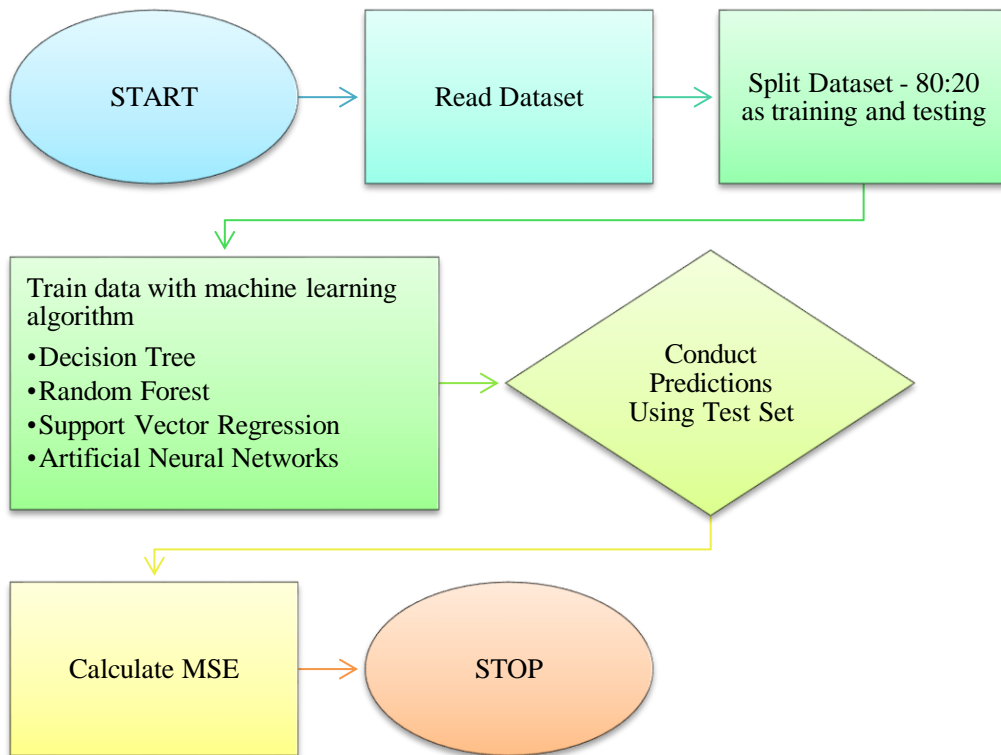 START
Read Dataset
Split Dataset - 80:20
as training and testing
Train data with machine learning
algorithm
•Decision Tree
•Random Forest
•Support Vector Regression
•Artificial Neural Networks
Conduct
Predictions
Using Test Set
Calculate MSE
STOP